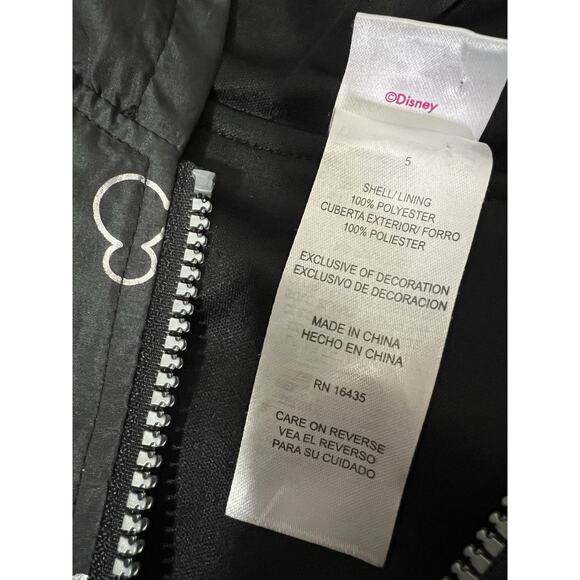 ©Disney
5
SHELL/ LINING
100% POLYESTER
CUBERTA EXTERIOR/ FORRO
100% POLIESTER
EXCLUSIVE OF DECORATION
EXCLUSIVO DE DECORACION
MADE IN CHINA
HECHO EN CHINA
RN 16435
CARE ON REVERSE
VEA EL REVERSO
PARA SU CUIDADO